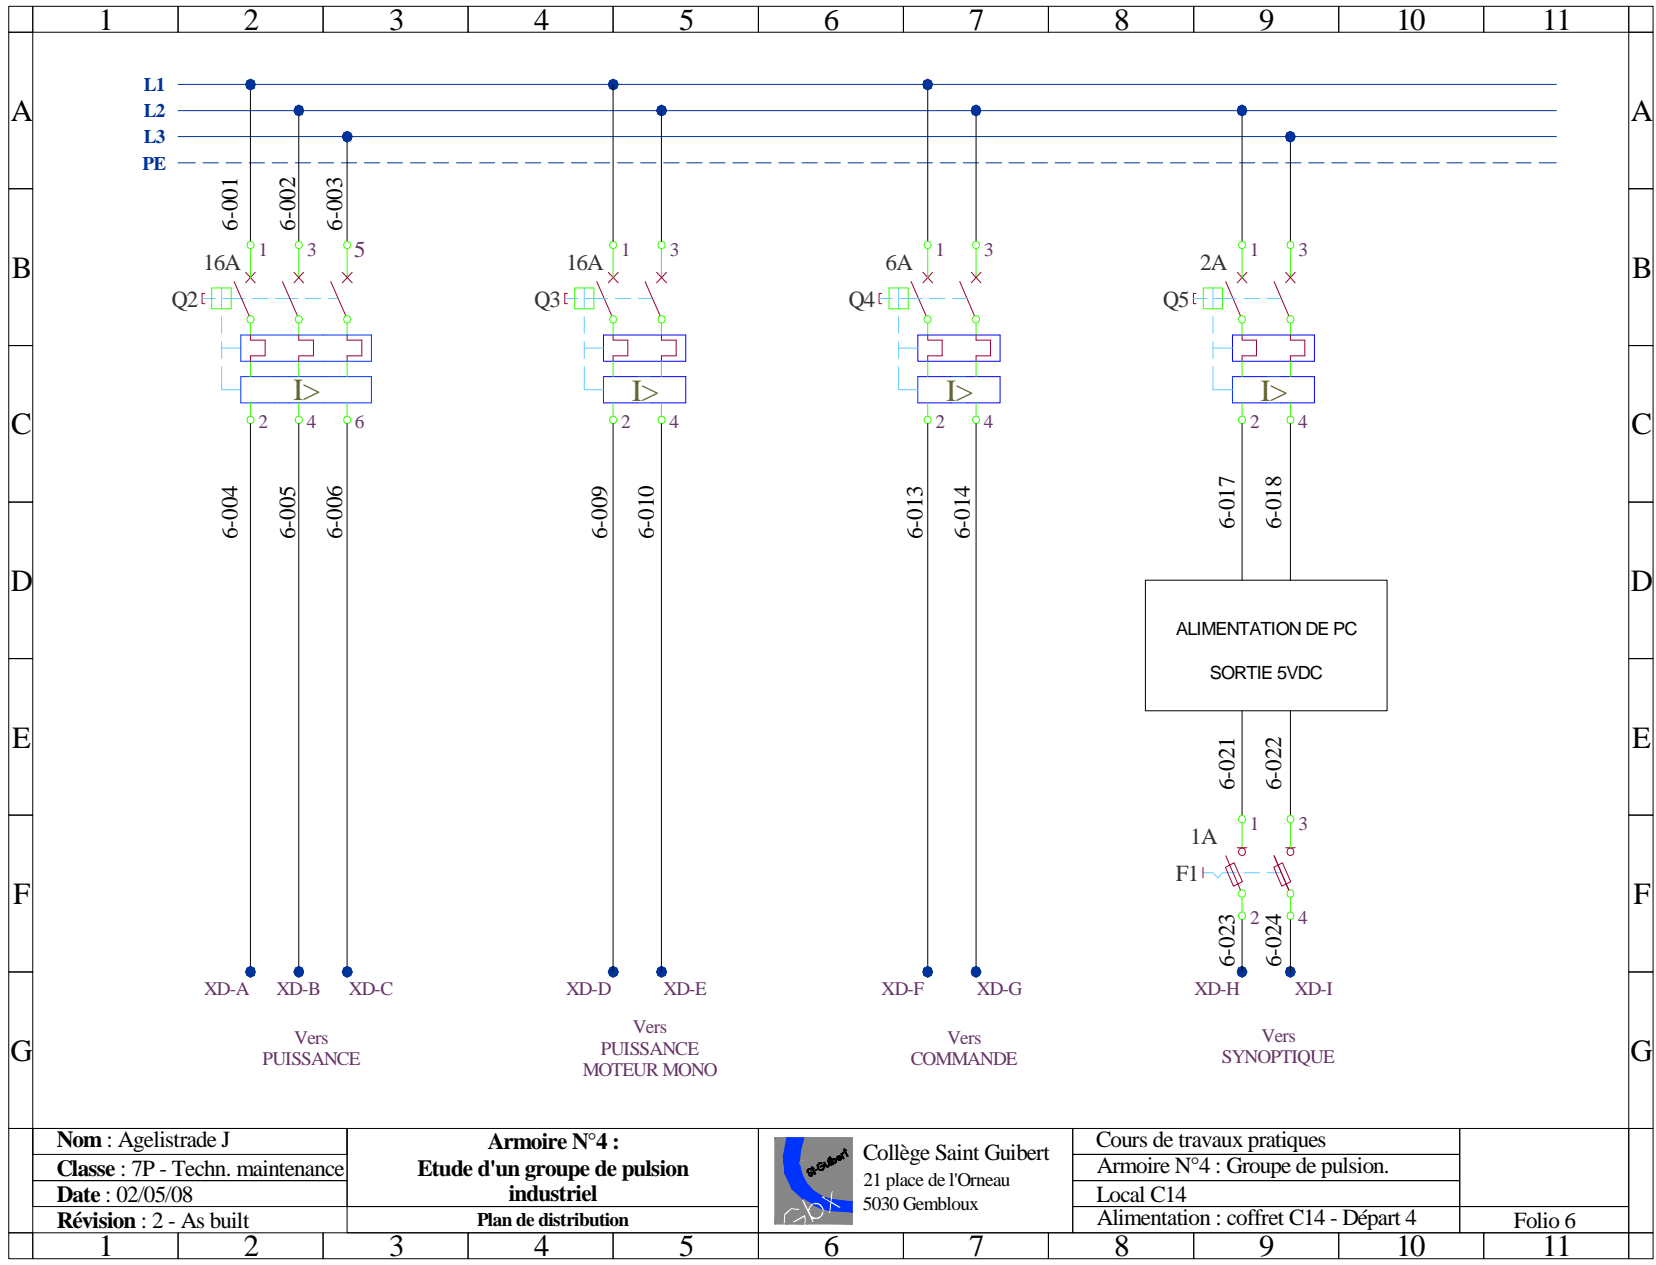 1 2 3 4 5 6 7 8 9 10 11
L1
A A
L2
L3
PE
6-001 6-002 6-003
1 3 5 1 3 1 3 1 3
B 16A 16A 6A 2A B
Q2 Q3 Q4 Q5
I> I> I> I>
C 2 4 6 2 4 2 4 2 4 C
6-004 6-005 6-006 6-009 6-010 6-013 6-014 6-017 6-018
D D
ALIMENTATION DE PC
SORTIE 5VDC
E E
6-021 6-022
1 3
1A
F1
F F
2 4
6-023 6-024
XD-A XD-B XD-C XD-D XD-E XD-F XD-G XD-H XD-I
G G
Vers
PUISSANCE
Vers
PUISSANCE
MOTEUR MONO
Vers
COMMANDE
Vers
SYNOPTIQUE
Nom : Agelistrade J
Classe : 7P - Techn. maintenance
Date : 02/05/08
Révision : 2 - As built
Armoire N°4 :
Etude d'un groupe de pulsion
industriel
Plan de distribution
St-Guibert
Gbx
Collège Saint Guibert
21 place de l'Orneau
5030 Gembloux
Cours de travaux pratiques
Armoire N°4 : Groupe de pulsion.
Local C14
Alimentation : coffret C14 - Départ 4
Folio 6
1 2 3 4 5 6 7 8 9 10 11